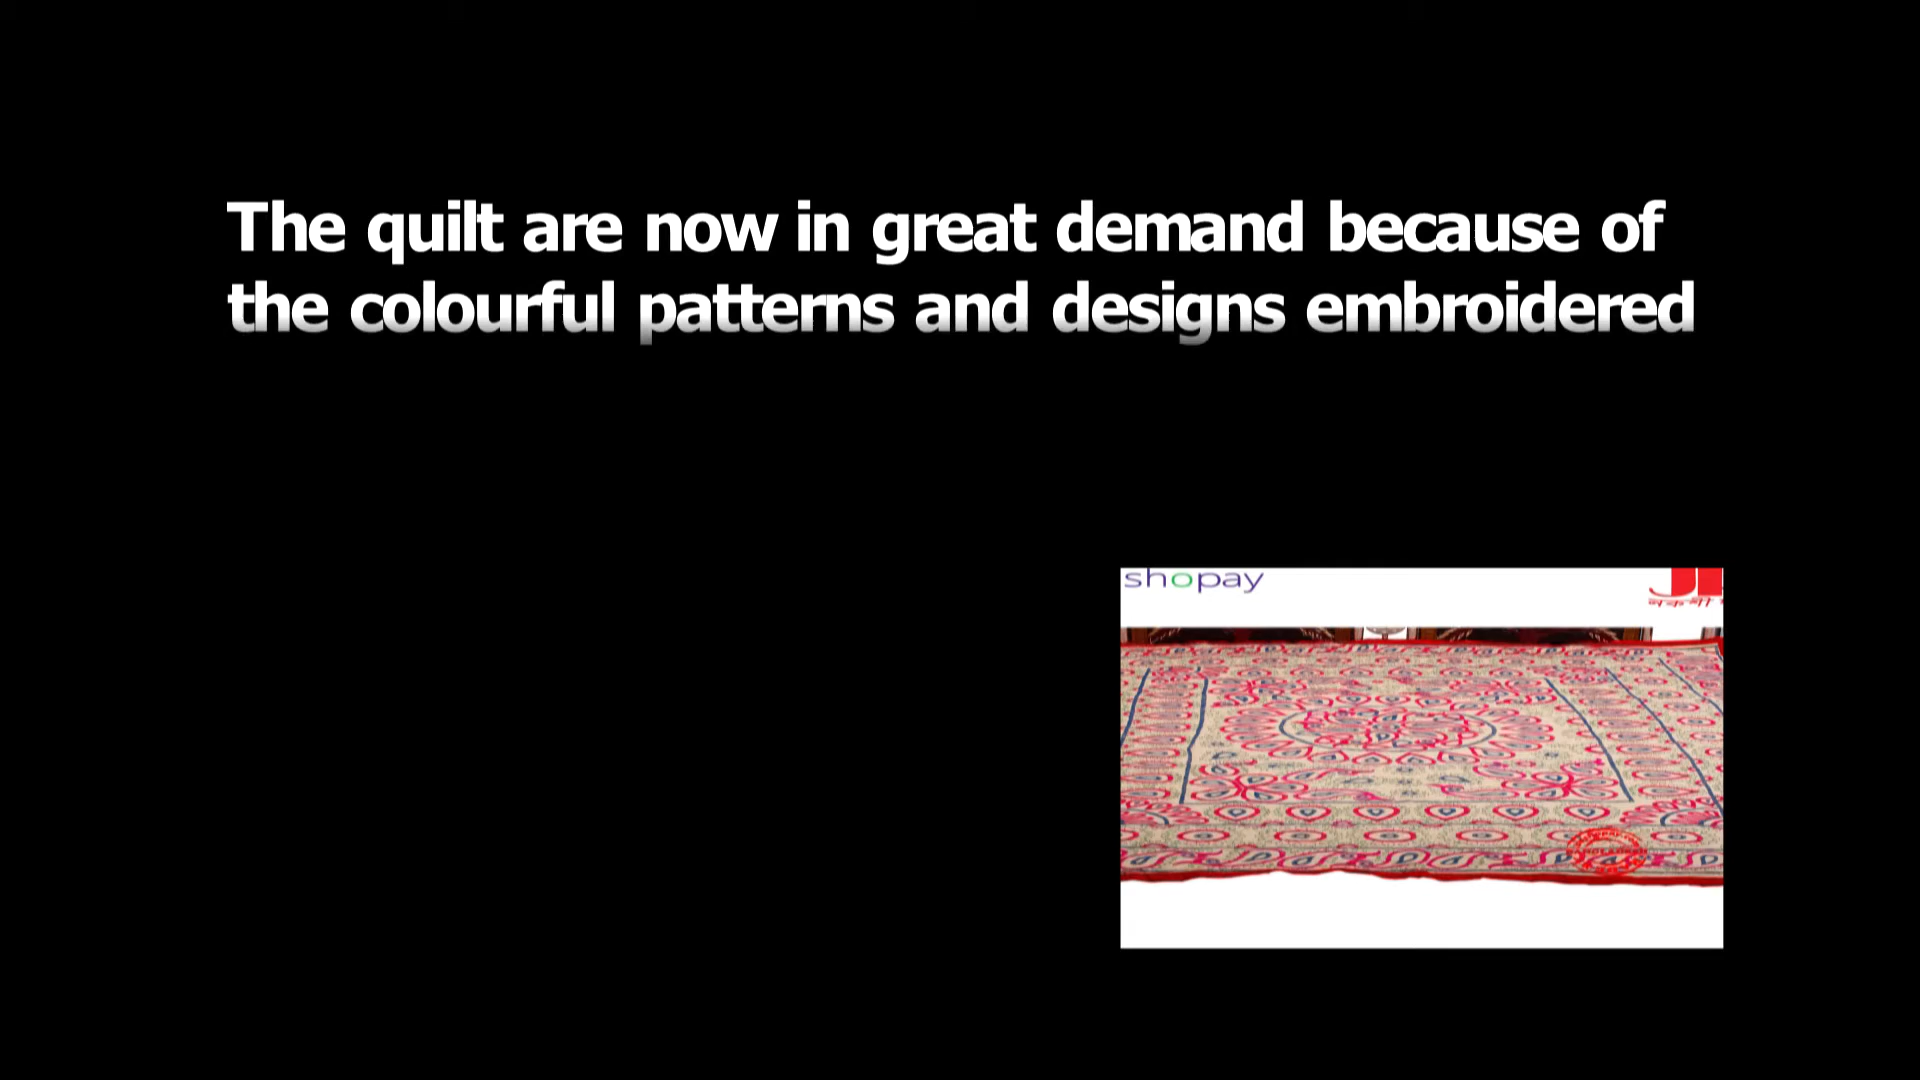 The quilt are now in great demand because of
the colourful patterns and designs embroidered
shopay